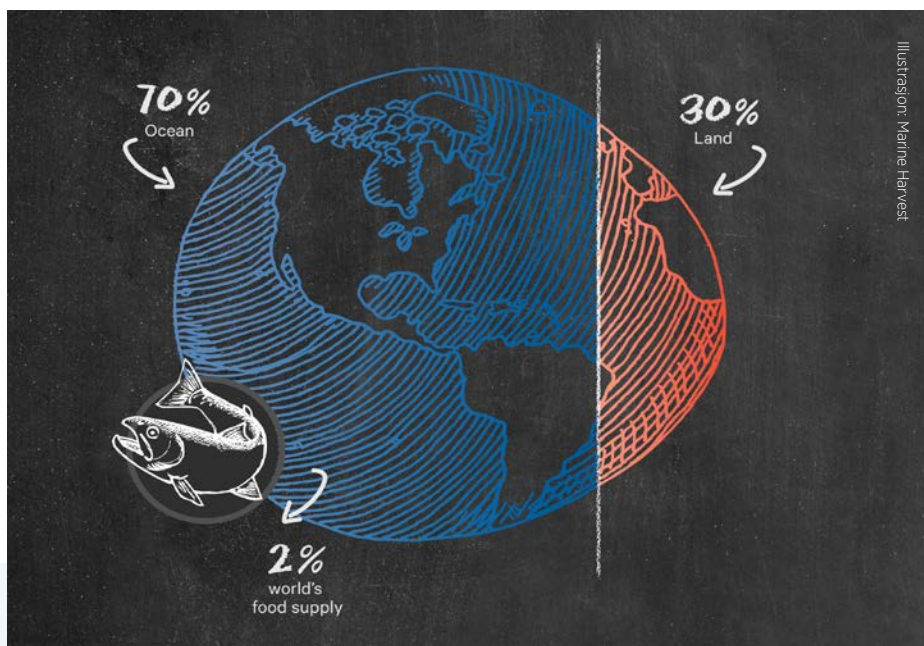 70%
Ocean
30%
Land
2%
world's
food supply
Illustrasjon: Marine Harvest